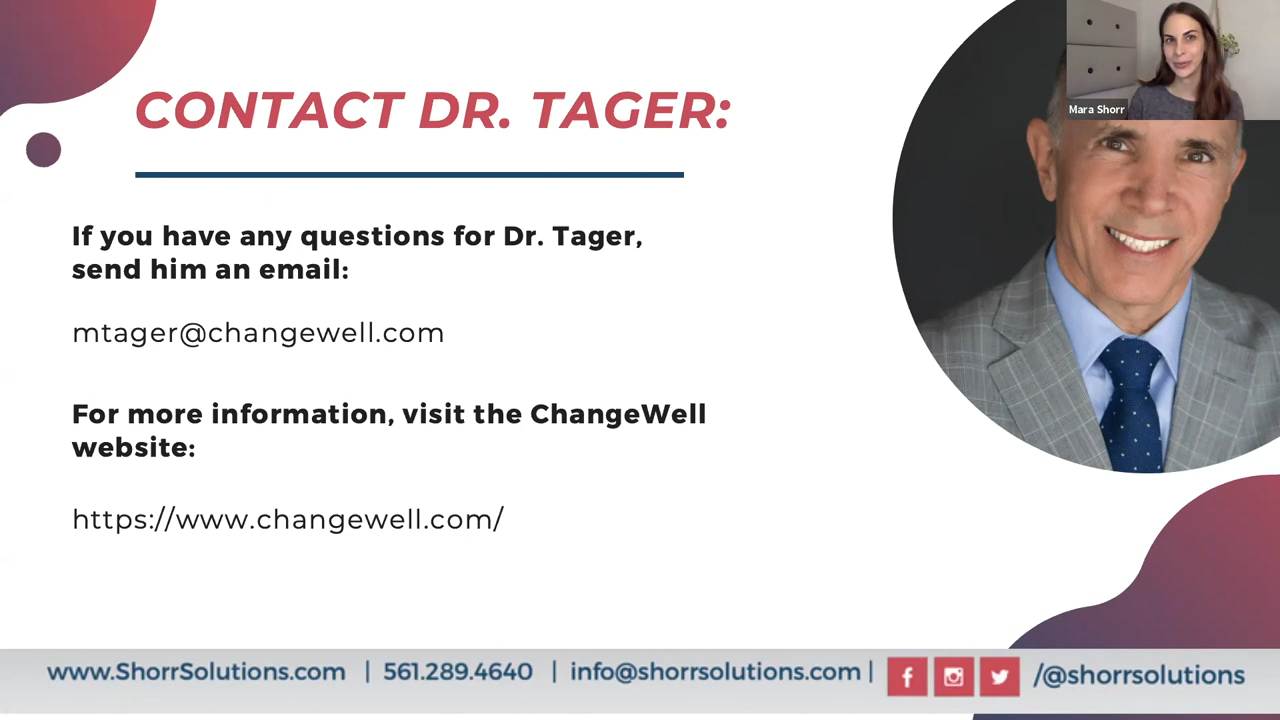 Mara Shorr
CONTACT DR. TAGER:
If you have any questions for Dr. Tager,
send him an email:
mtager@changewell.com
For more information, visit the ChangeWell
website:
https://www.changewell.com/
www.ShorrSolutions.com | 561.289.4640 | info@shorrsolutions.com | /@shorrsolutions